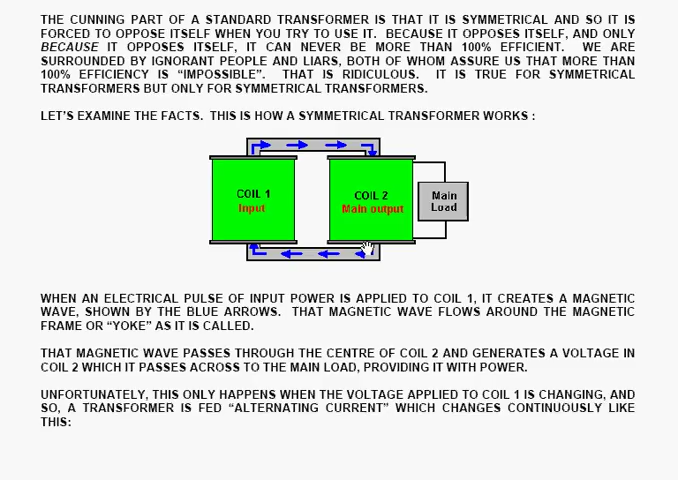 THE CUNNING PART OF A STANDARD TRANSFORMER IS THAT IT IS SYMMETRICAL AND SO IT IS
FORCED TO OPPOSE ITSELF WHEN YOU TRY TO USE IT. BECAUSE IT OPPOSES ITSELF, AND ONLY
BECAUSE IT OPPOSES ITSELF, IT CAN NEVER BE MORE THAN 100% EFFICIENT. WE ARE
SURROUNDED BY IGNORANT PEOPLE AND LIARS, BOTH OF WHOM ASSURE US THAT MORE THAN
100% EFFICIENCY IS “IMPOSSIBLE”. THAT IS RIDICULOUS. IT IS TRUE FOR SYMMETRICAL
TRANSFORMERS BUT ONLY FOR SYMMETRICAL TRANSFORMERS.
LET’S EXAMINE THE FACTS. THIS IS HOW A SYMMETRICAL TRANSFORMER WORKS :
COIL 1
Input
COIL 2
Main output
Main
Load
WHEN AN ELECTRICAL PULSE OF INPUT POWER IS APPLIED TO COIL 1, IT CREATES A MAGNETIC
WAVE, SHOWN BY THE BLUE ARROWS. THAT MAGNETIC WAVE FLOWS AROUND THE MAGNETIC
FRAME OR “YOKE” AS IT IS CALLED.
THAT MAGNETIC WAVE PASSES THROUGH THE CENTRE OF COIL 2 AND GENERATES A VOLTAGE IN
COIL 2 WHICH IT PASSES ACROSS TO THE MAIN LOAD, PROVIDING IT WITH POWER.
UNFORTUNATELY, THIS ONLY HAPPENS WHEN THE VOLTAGE APPLIED TO COIL 1 IS CHANGING, AND
SO, A TRANSFORMER IS FED “ALTERNATING CURRENT” WHICH CHANGES CONTINUOUSLY LIKE
THIS: